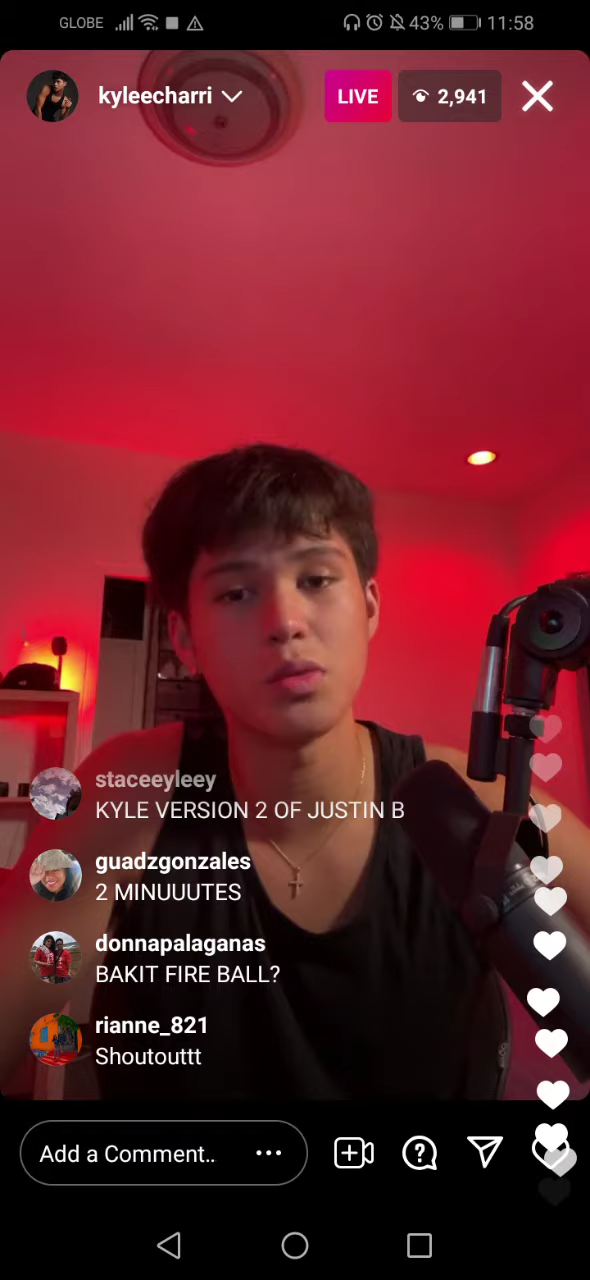 GLOBE
43% 11:58
kyleecharri LIVE 2,941
staceeyleey
KYLE VERSION 2 OF JUSTIN B
guadzgonzales
2 MINUUUTES
donnapalaganas
BAKIT FIRE BALL?
rianne_821
Shoutouttt
Add a Comment..